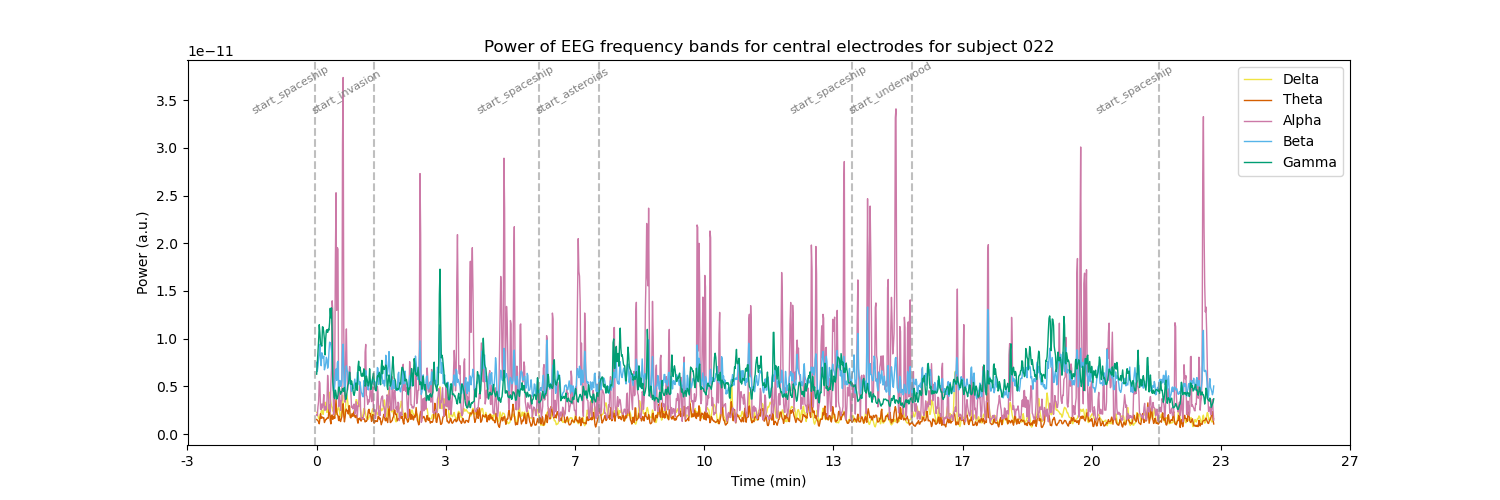 Power of EEG frequency bands for central electrodes for subject 022
1e−11
start_spaceship
start_invasion
start_spaceship
start_asteroids
start_spaceship
start_underwood
start_spaceship
Delta
Theta
Alpha
Beta
Gamma
3.5
3.0
2.5
2.0
1.5
1.0
0.5
0.0
Power (a.u.)
-3 0 3 7 10 13 17 20 23 27
Time (min)